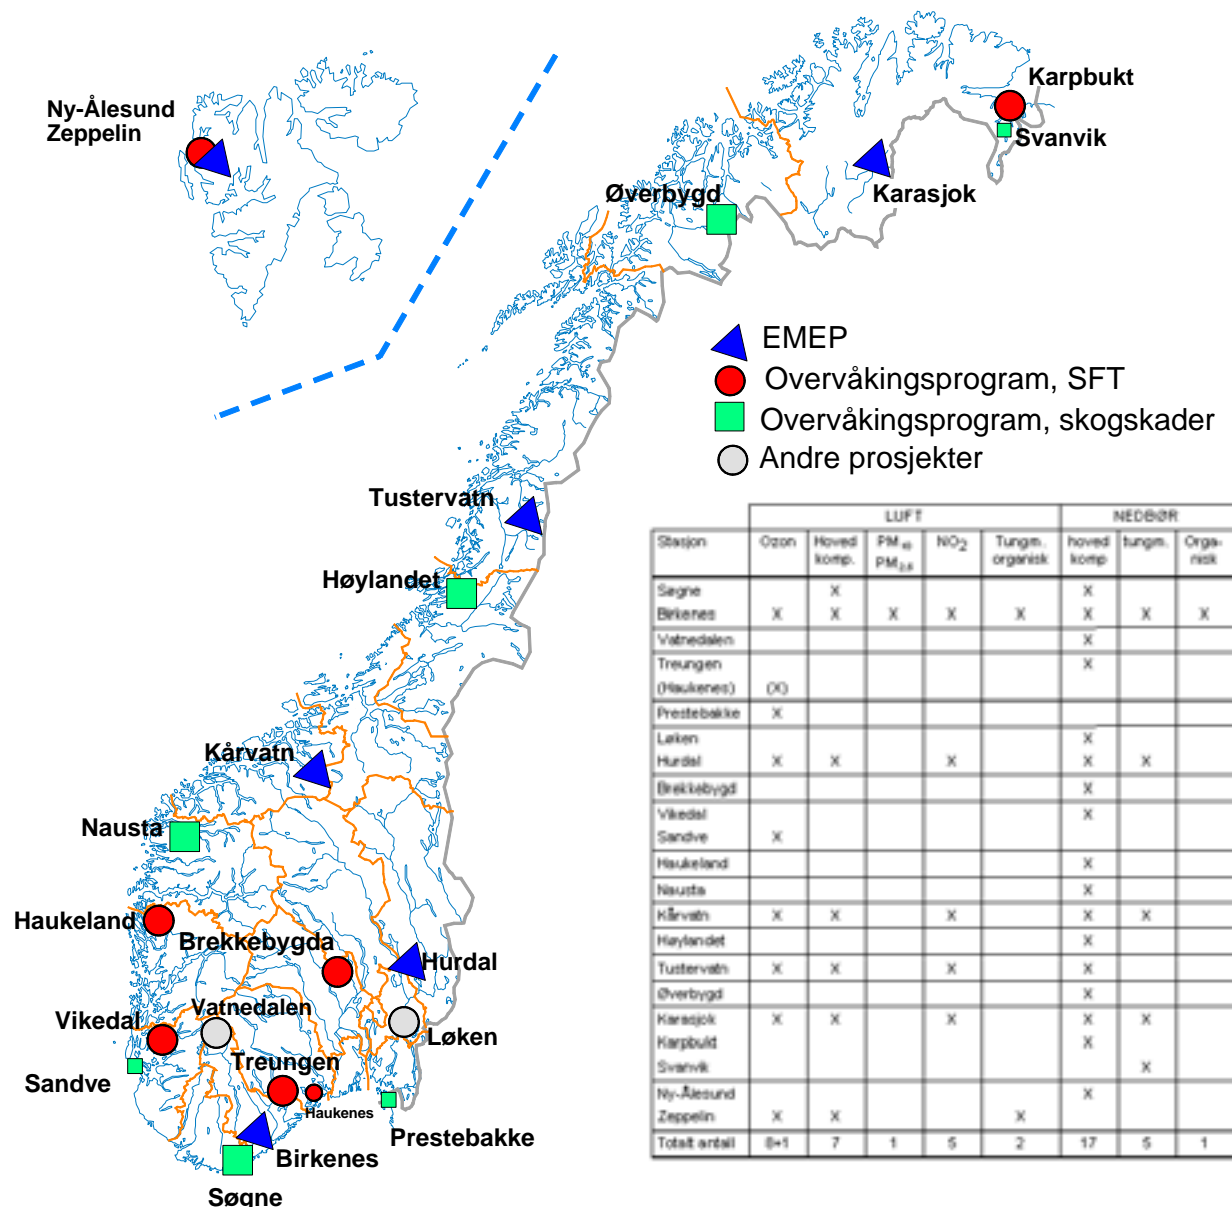 Ny-Ålesund
Zeppelin
Karpbukt
Svanvik
Karasjok
Øverbygd
EMEP
Overvåkingsprogram, SFT
Overvåkingsprogram, skogskader
Andre prosjekter
Tustervatn
Høylandet
Kårvatn
Nausta
Haukeland
Brekkebygda
Hurdal
Vatnedalen
Vikedal
Løken
Treungen
Sandve
Haukenes
Prestebakke
Birkenes
Søgne
LUFT NEDBØR
Stasjon Ozon Hoved komp. PM10 PM2,5 NO2 Tungm. organisk hoved komp tungm. Orga-nisk
Søgne X X
Birkenes X X X X X X X X
Vatnedalen X
Treungen X
(Haukenes) (X)
Prestebakke X
Løken X
Hurdal X X X X X
Brekkebygd X
Vikedal X
Sandve X
Haukeland X
Nausta X
Kårvatn X X X X X
Høylandet X
Tustervatn X X X X
Øverbygd X
Karasjok X X X X X
Karpbukt X
Svanvik X
Ny-Ålesund X
Zeppelin X X X
Totalt antall 8+1 7 1 5 2 17 5 1